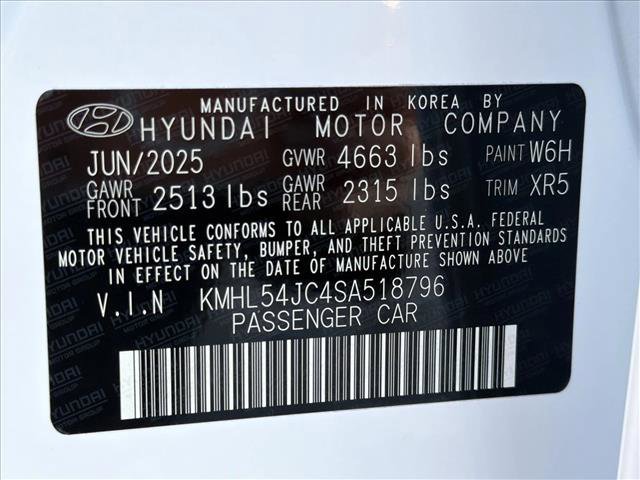 MANUFACTURED IN KOREA BY
HYUNDAI MOTOR COMPANY
JUN/2025 GVWR 4663 lbs PAINT W6H
GAWR FRONT 2513 lbs GAWR REAR 2315 lbs TRIM XR5
THIS VEHICLE CONFORMS TO ALL APPLICABLE U.S.A. FEDERAL
MOTOR VEHICLE SAFETY, BUMPER, AND THEFT PREVENTION STANDARDS
IN EFFECT ON THE DATE OF MANUFACTURE SHOWN ABOVE
V.I.N KMHL54JC4SA518796
PASSENGER CAR